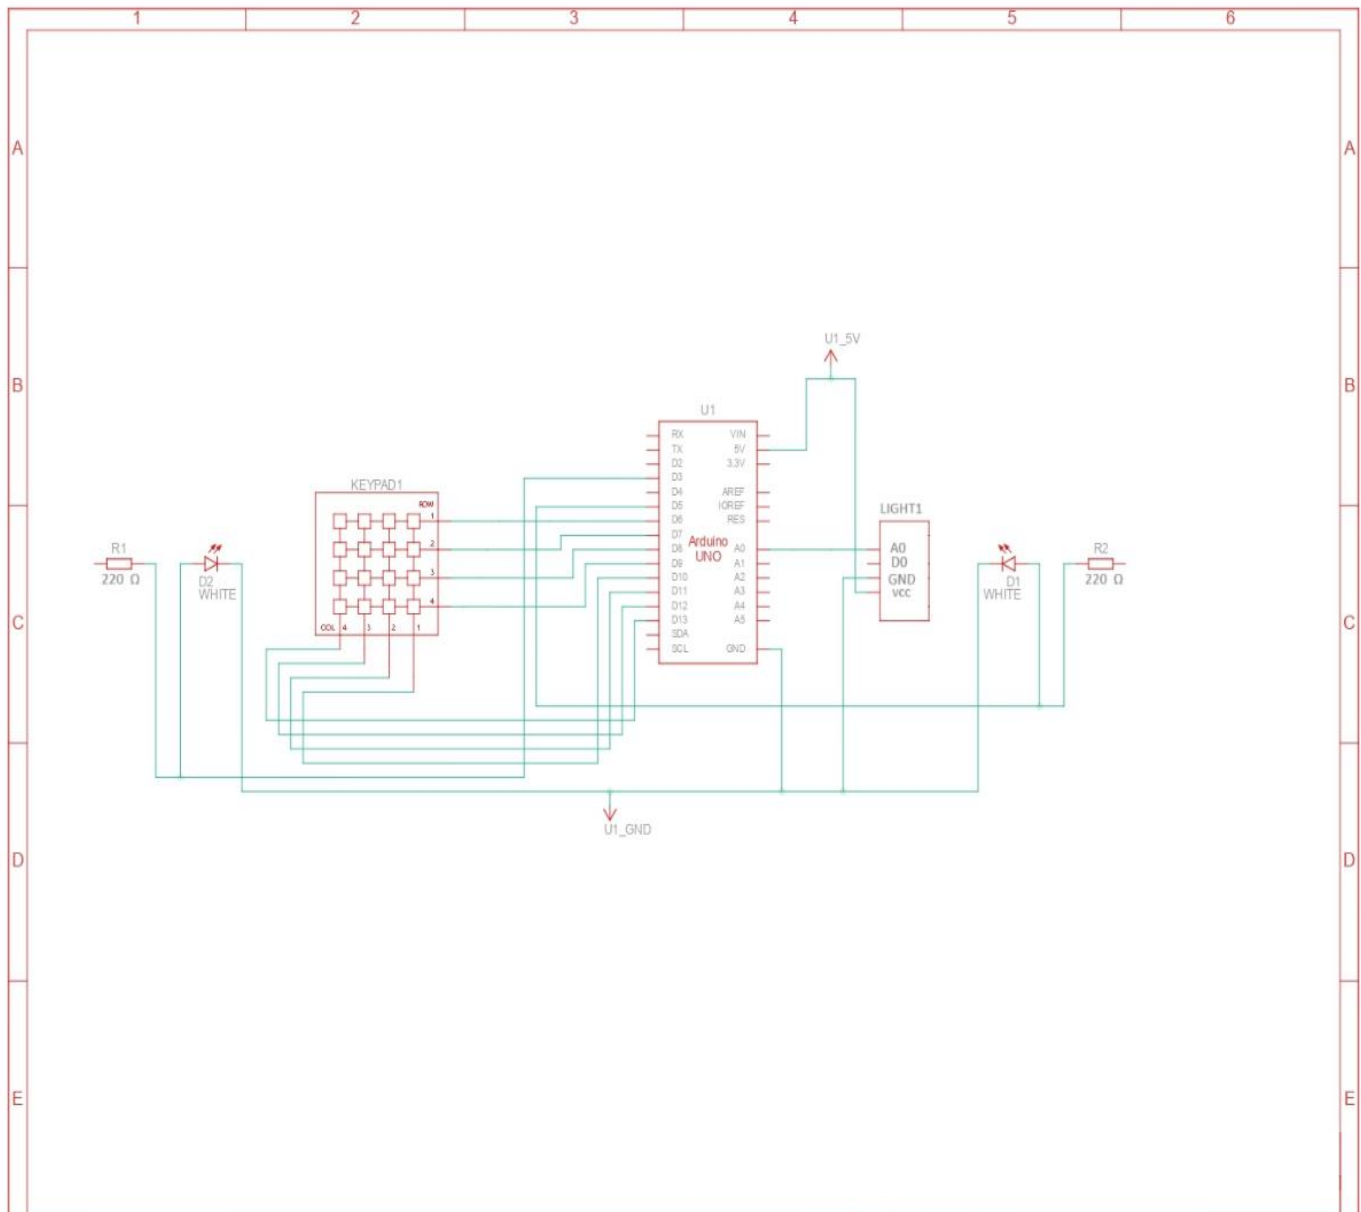 1 2 3 4 5 6
A A
U1_5V
B B
U1
RX VIN
TX 5V
D2 3.3V
D3
KEYPAD1
D4 AREF
ROW
D5 IOREF
LIGHT1
1
D6 RES
D7
Arduino
UNO
R1
2
D8 A0
A0
R2
D9 A1
D0
220 Ω
D2
WHITE
3
D10 A2
GND
D1
WHITE
220 Ω
D11 A3
vcc
4
D12 A4
C C
COL 4 3 2 1
D13 A5
SDA
SCL GND
U1_GND
D D
E E